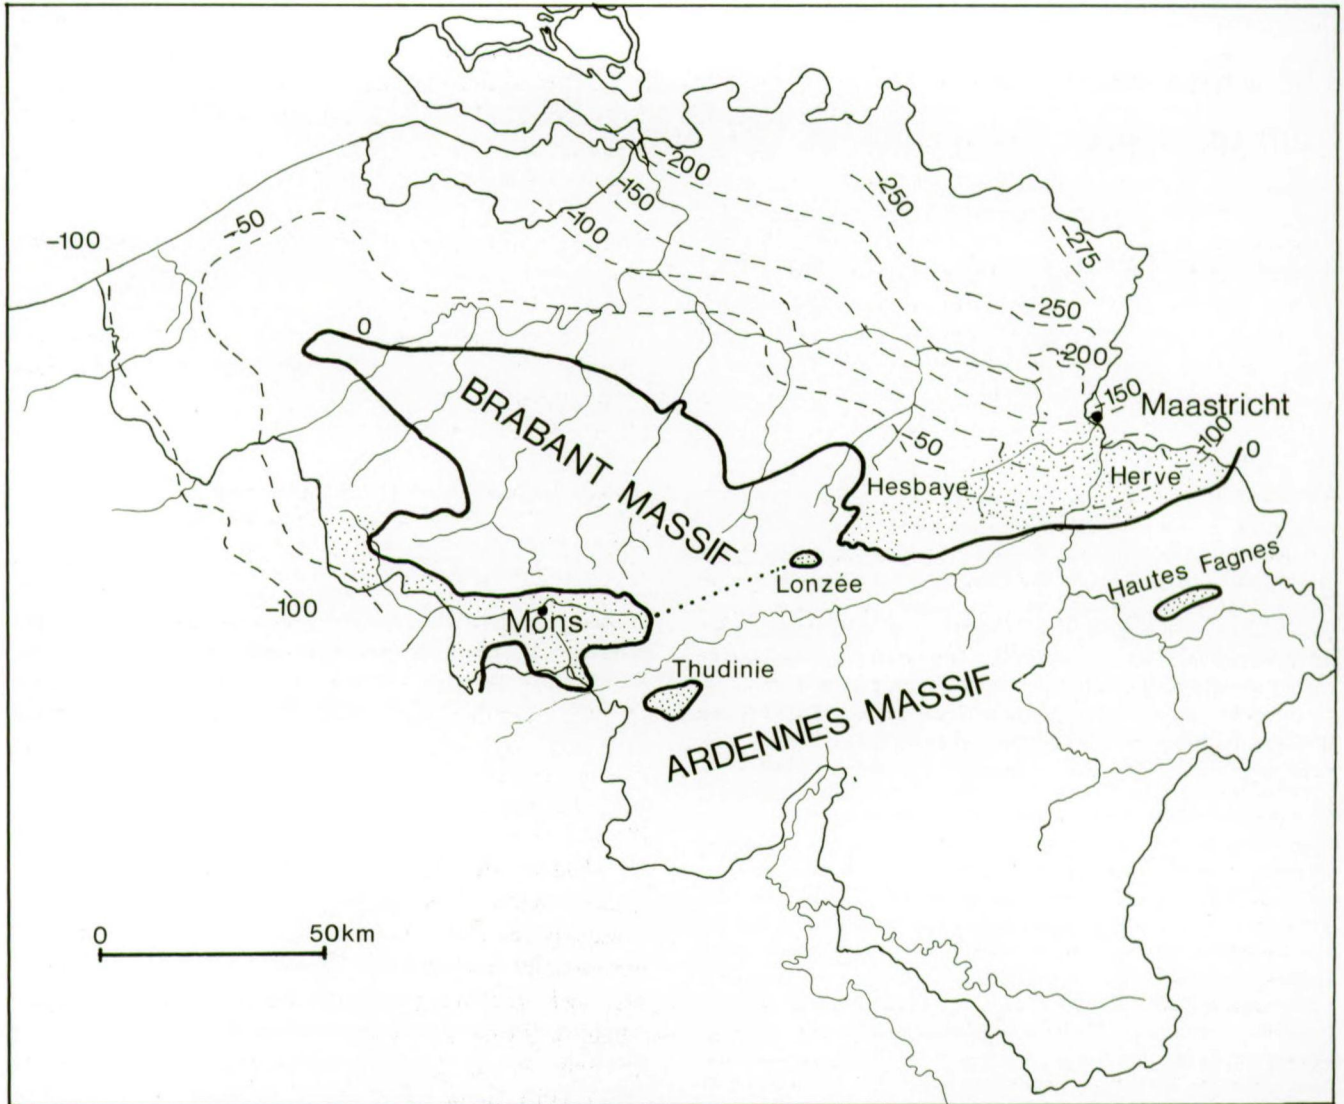 -200
-150
-100
-250
275
-50
-100
-250
0
-200
-150
Maastricht
BRABANT MASSIF
-50
-100
0
Hesbaye
Herve
Lonzée
Hautes Fagnes
-100
Mons
Thudinie
ARDENNES MASSIF
0
50km